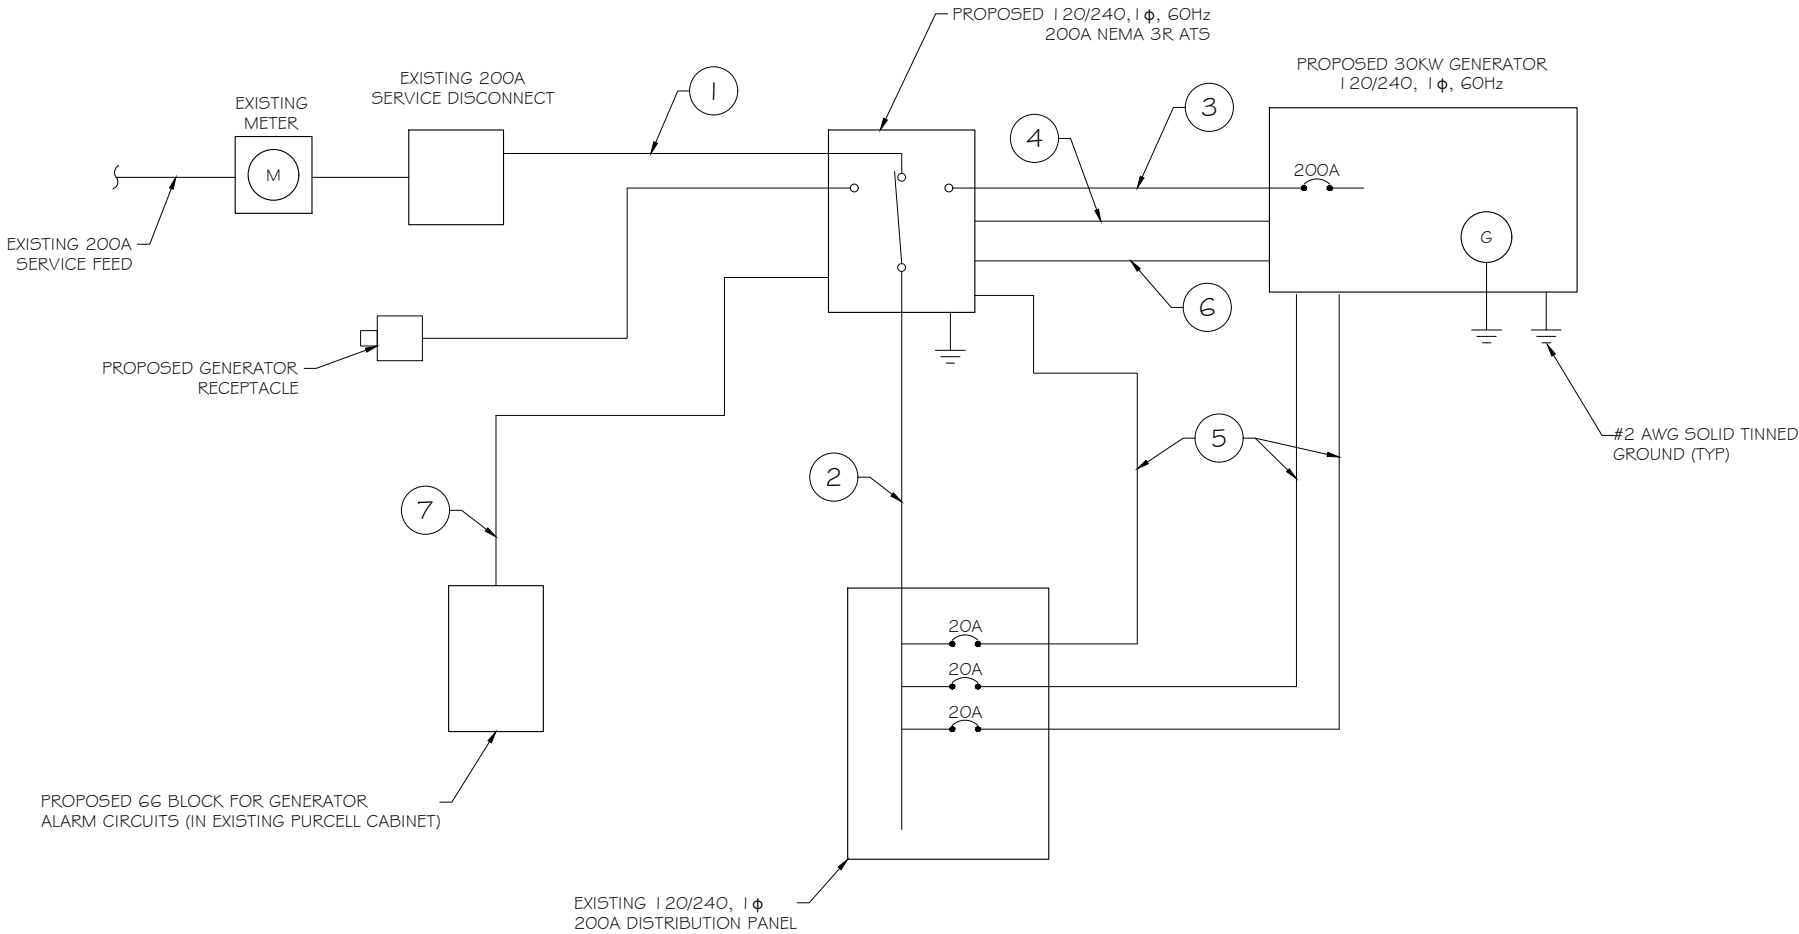 PROPOSED 120/240, 1ϕ, 60Hz
200A NEMA 3R ATS
PROPOSED 30KW GENERATOR
120/240, 1ϕ, 60Hz
EXISTING 200A
SERVICE DISCONNECT
EXISTING
METER
1
3
4
200A
M
G
EXISTING 200A
SERVICE FEED
6
PROPOSED GENERATOR
RECEPTACLE
5
#2 AWG SOLID TINNED
GROUND (TYP)
2
7
20A
20A
20A
PROPOSED 66 BLOCK FOR GENERATOR
ALARM CIRCUITS (IN EXISTING PURCELL CABINET)
EXISTING 120/240, 1ϕ
200A DISTRIBUTION PANEL